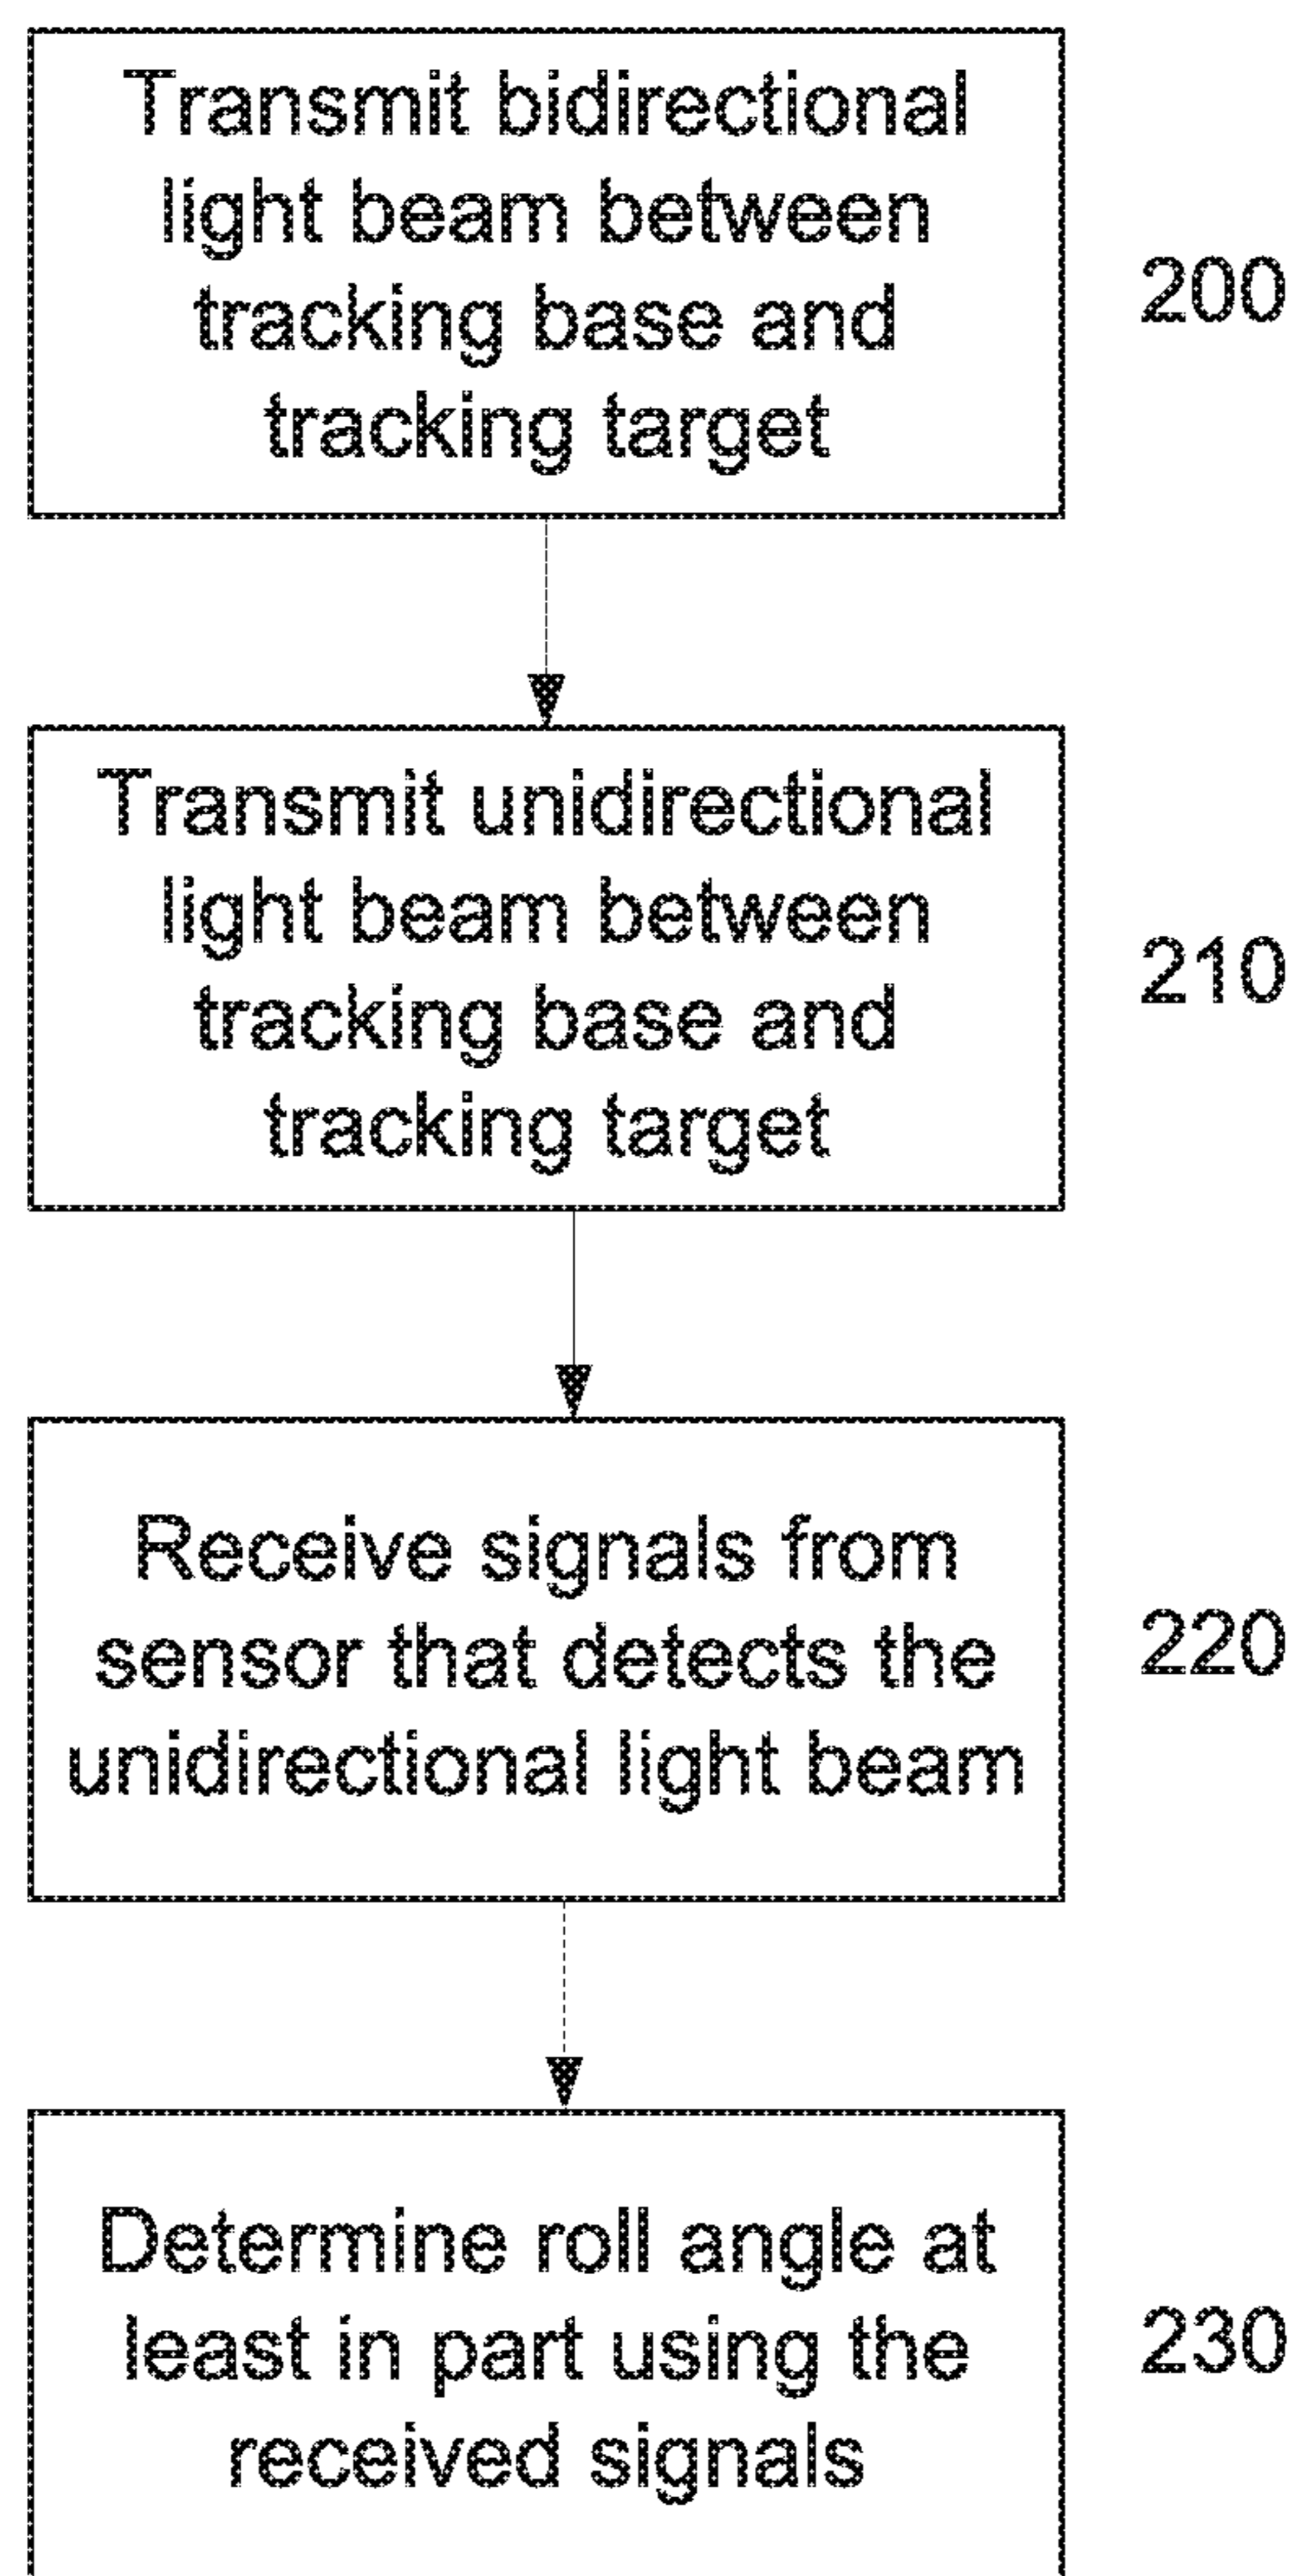 Transmit bidirectional
light beam between
tracking base and
tracking target
200
Transmit unidirectional
light beam between
tracking base and
tracking target
210
Receive signals from
sensor that detects the
unidirectional light beam
220
Determine roll angle at
least in part using the
received signals
230